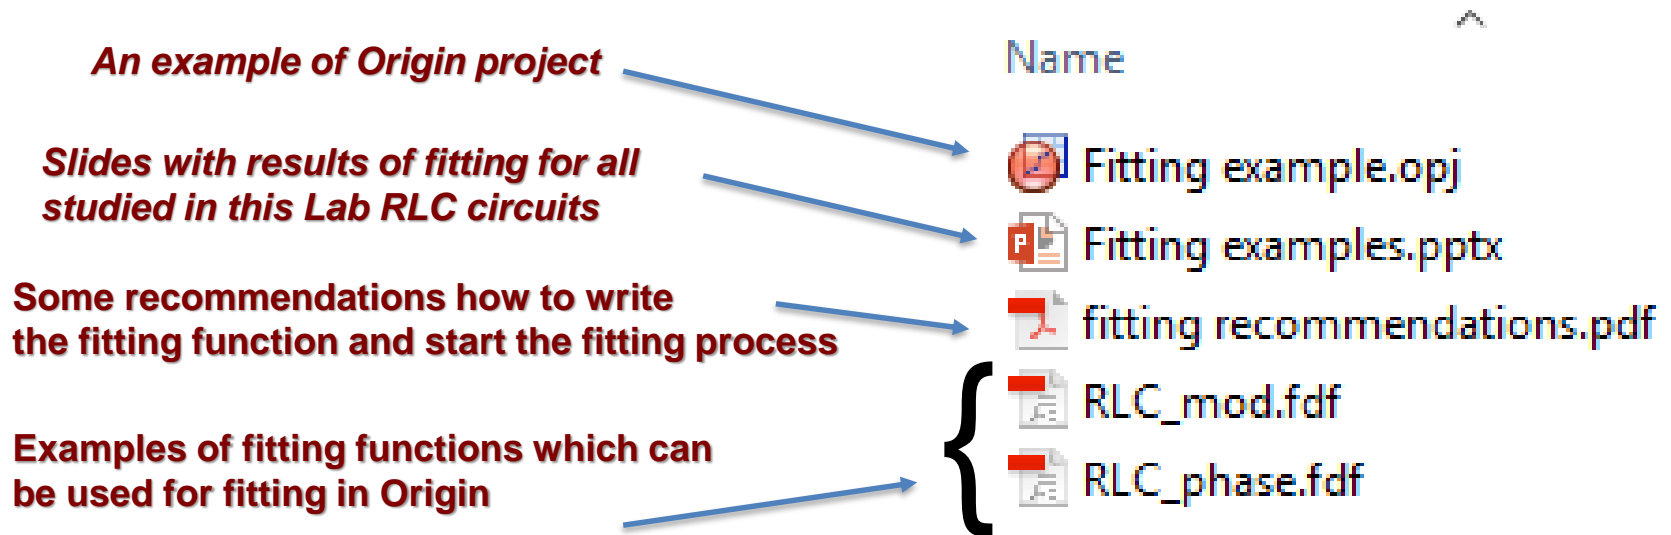 An example of Origin project
Slides with results of fitting for all
studied in this Lab RLC circuits
Some recommendations how to write
the fitting function and start the fitting process
Examples of fitting functions which can
be used for fitting in Origin
Name
Fitting example.opj
Fitting examples.pptx
fitting recommendations.pdf
RLC_mod.fdf
RLC_phase.fdf